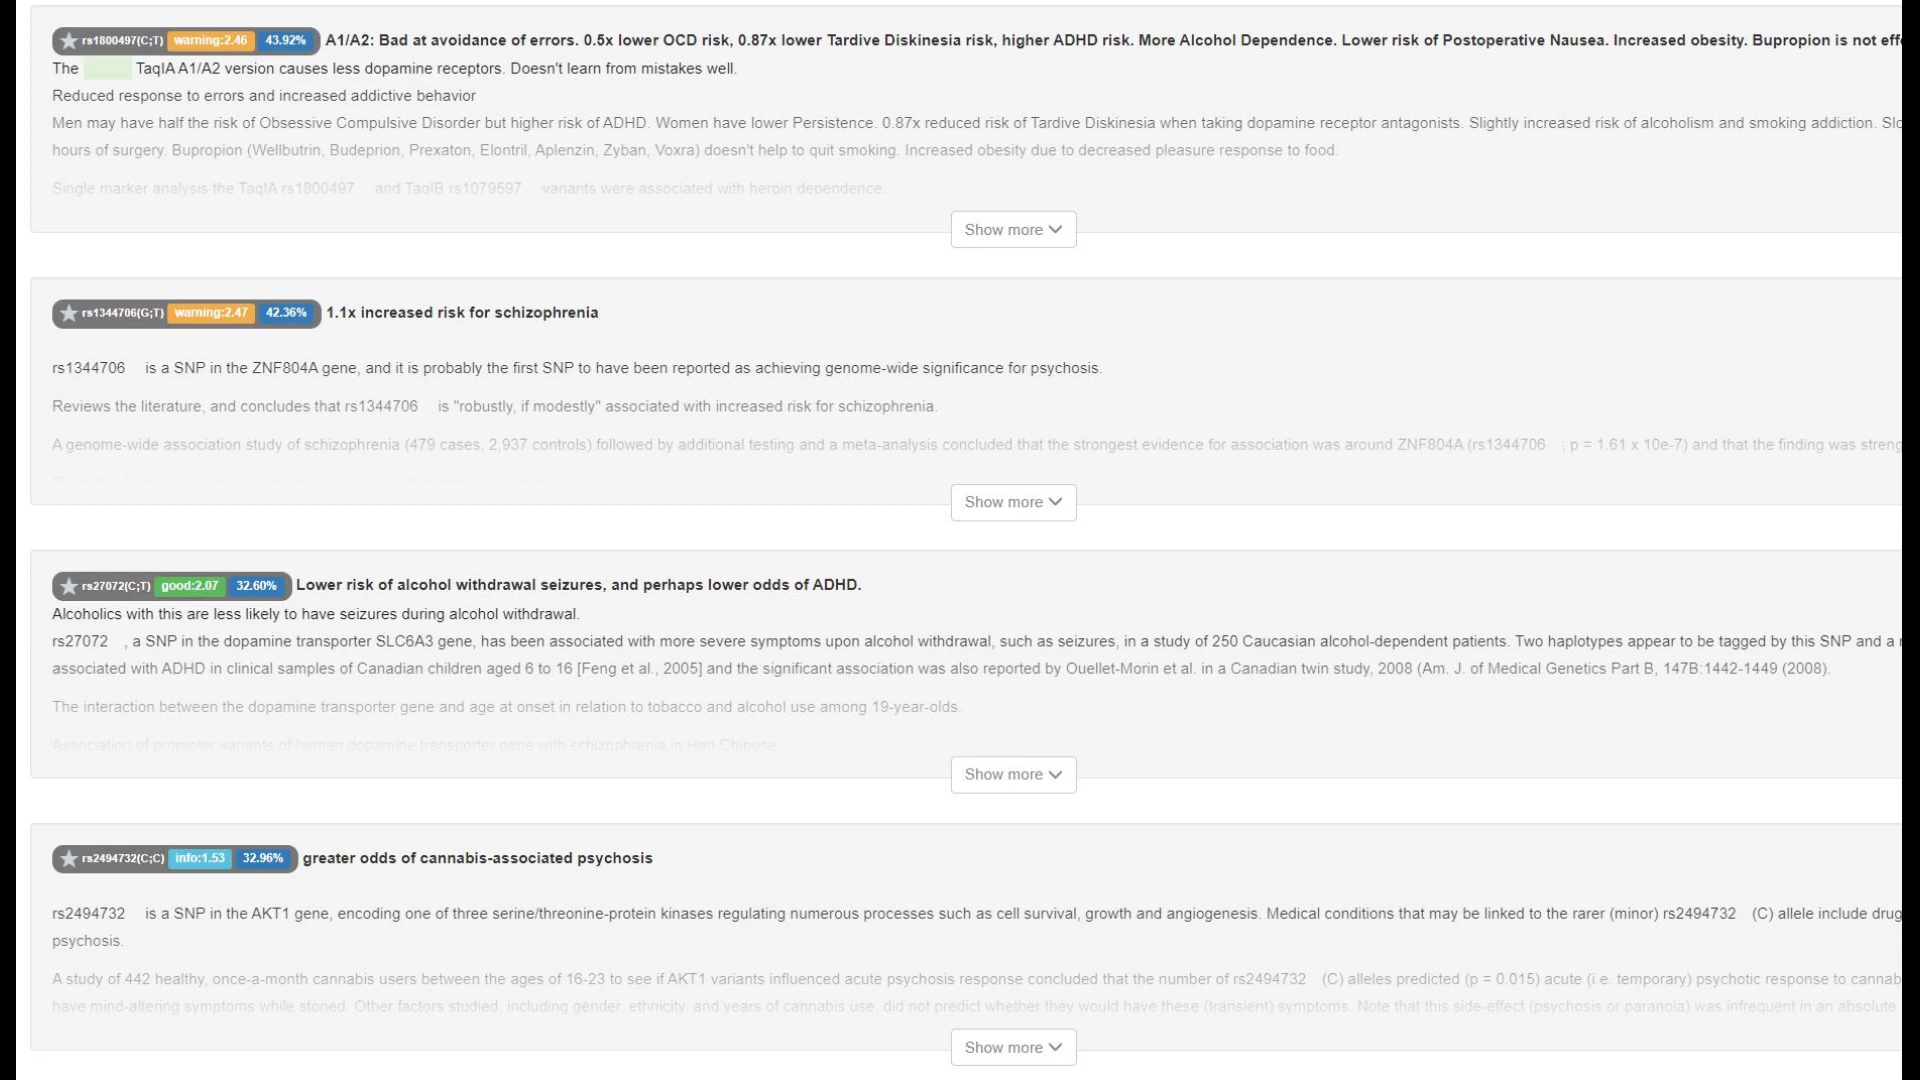 rs1800497(C;T) warning:2.46 43.92% A1/A2: Bad at avoidance of errors. 0.5x lower OCD risk, 0.87x lower Tardive Diskinesia risk, higher ADHD risk. More Alcohol Dependence. Lower risk of Postoperative Nausea. Increased obesity. Bupropion is not eff
The TaqIA A1/A2 version causes less dopamine receptors. Doesn't learn from mistakes well.
Reduced response to errors and increased addictive behavior
Men may have half the risk of Obsessive Compulsive Disorder but higher risk of ADHD. Women have lower Persistence. 0.87x reduced risk of Tardive Diskinesia when taking dopamine receptor antagonists. Slightly increased risk of alcoholism and smoking addiction. Slo
hours of surgery. Bupropion (Wellbutrin, Budeprion, Prexaton, Elontril, Aplenzin, Zyban, Voxra) doesn't help to quit smoking. Increased obesity due to decreased pleasure response to food.
Single marker analysis the TaqIA rs1800497 and TaqIB rs1079597 variants were associated with heroin dependence.
Show more
rs1344706(G;T) warning:2.47 42.36% 1.1x increased risk for schizophrenia
rs1344706 is a SNP in the ZNF804A gene, and it is probably the first SNP to have been reported as achieving genome-wide significance for psychosis.
Reviews the literature, and concludes that rs1344706 is "robustly, if modestly" associated with increased risk for schizophrenia.
A genome-wide association study of schizophrenia (479 cases, 2,937 controls) followed by additional testing and a meta-analysis concluded that the strongest evidence for association was around ZNF804A (rs1344706 ; p = 1.61 x 10e-7) and that the finding was streng
Show more
rs27072(C;T) good:2.07 32.60% Lower risk of alcohol withdrawal seizures, and perhaps lower odds of ADHD.
Alcoholics with this are less likely to have seizures during alcohol withdrawal.
rs27072 , a SNP in the dopamine transporter SLC6A3 gene, has been associated with more severe symptoms upon alcohol withdrawal, such as seizures, in a study of 250 Caucasian alcohol-dependent patients. Two haplotypes appear to be tagged by this SNP and a
associated with ADHD in clinical samples of Canadian children aged 6 to 16 [Feng et al., 2005] and the significant association was also reported by Ouellet-Morin et al. in a Canadian twin study, 2008 (Am. J. of Medical Genetics Part B, 147B:1442-1449 (2008).
The interaction between the dopamine transporter gene and age at onset in relation to tobacco and alcohol use among 19-year-olds.
Association of promoter variants of human dopamine transporter gene with schizophrenia in Han Chinese
Show more
rs2494732(C;C) info:1.53 32.96% greater odds of cannabis-associated psychosis
rs2494732 is a SNP in the AKT1 gene, encoding one of three serine/threonine-protein kinases regulating numerous processes such as cell survival, growth and angiogenesis. Medical conditions that may be linked to the rarer (minor) rs2494732 (C) allele include drug
psychosis.
A study of 442 healthy, once-a-month cannabis users between the ages of 16-23 to see if AKT1 variants influenced acute psychosis response concluded that the number of rs2494732 (C) alleles predicted (p = 0.015) acute (i.e. temporary) psychotic response to cannab
have mind-altering symptoms while stoned. Other factors studied, including gender, ethnicity, and years of cannabis use, did not predict whether they would have these (transient) symptoms. Note that this side-effect (psychosis or paranoia) was infrequent in an absolute
Show more